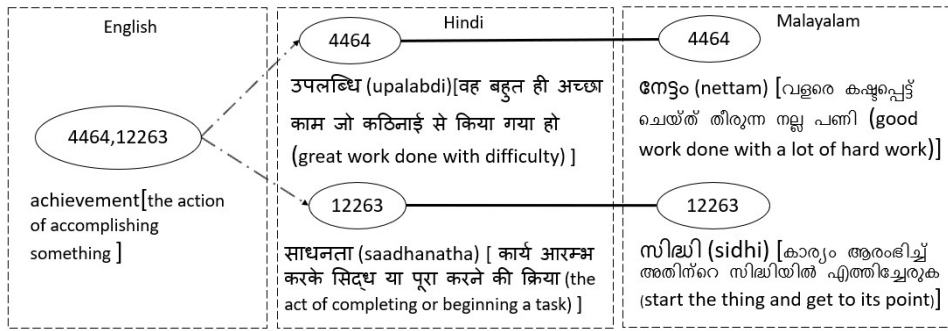 English
Hindi
Malayalam
4464,12263
achievement[the action
of accomplishing
something ]
4464
उपलब्धि (upalabdi)[वह बहुत ही अच्छा
काम जो कठिनाई से किया गया हो
(great work done with difficulty) ]
12263
साधनता (saadhanatha) [ कार्य आरम्भ
करके सिद्ध या पूरा करने की क्रिया (the
act of completing or beginning a task) ]
4464
നേട്ടം (nettam) [വളരെ കഷ്ടപ്പെട്ട്
ചെയ്ത് തീരുന്ന നല്ല പണി (good
work done with a lot of hard work)]
12263
സിദ്ധി (sidhi) [കാര്യം ആരംഭിച്ച്
അതിൻ്റെ സിദ്ധിയിൽ എത്തിച്ചേരുക
(start the thing and get to its point)]